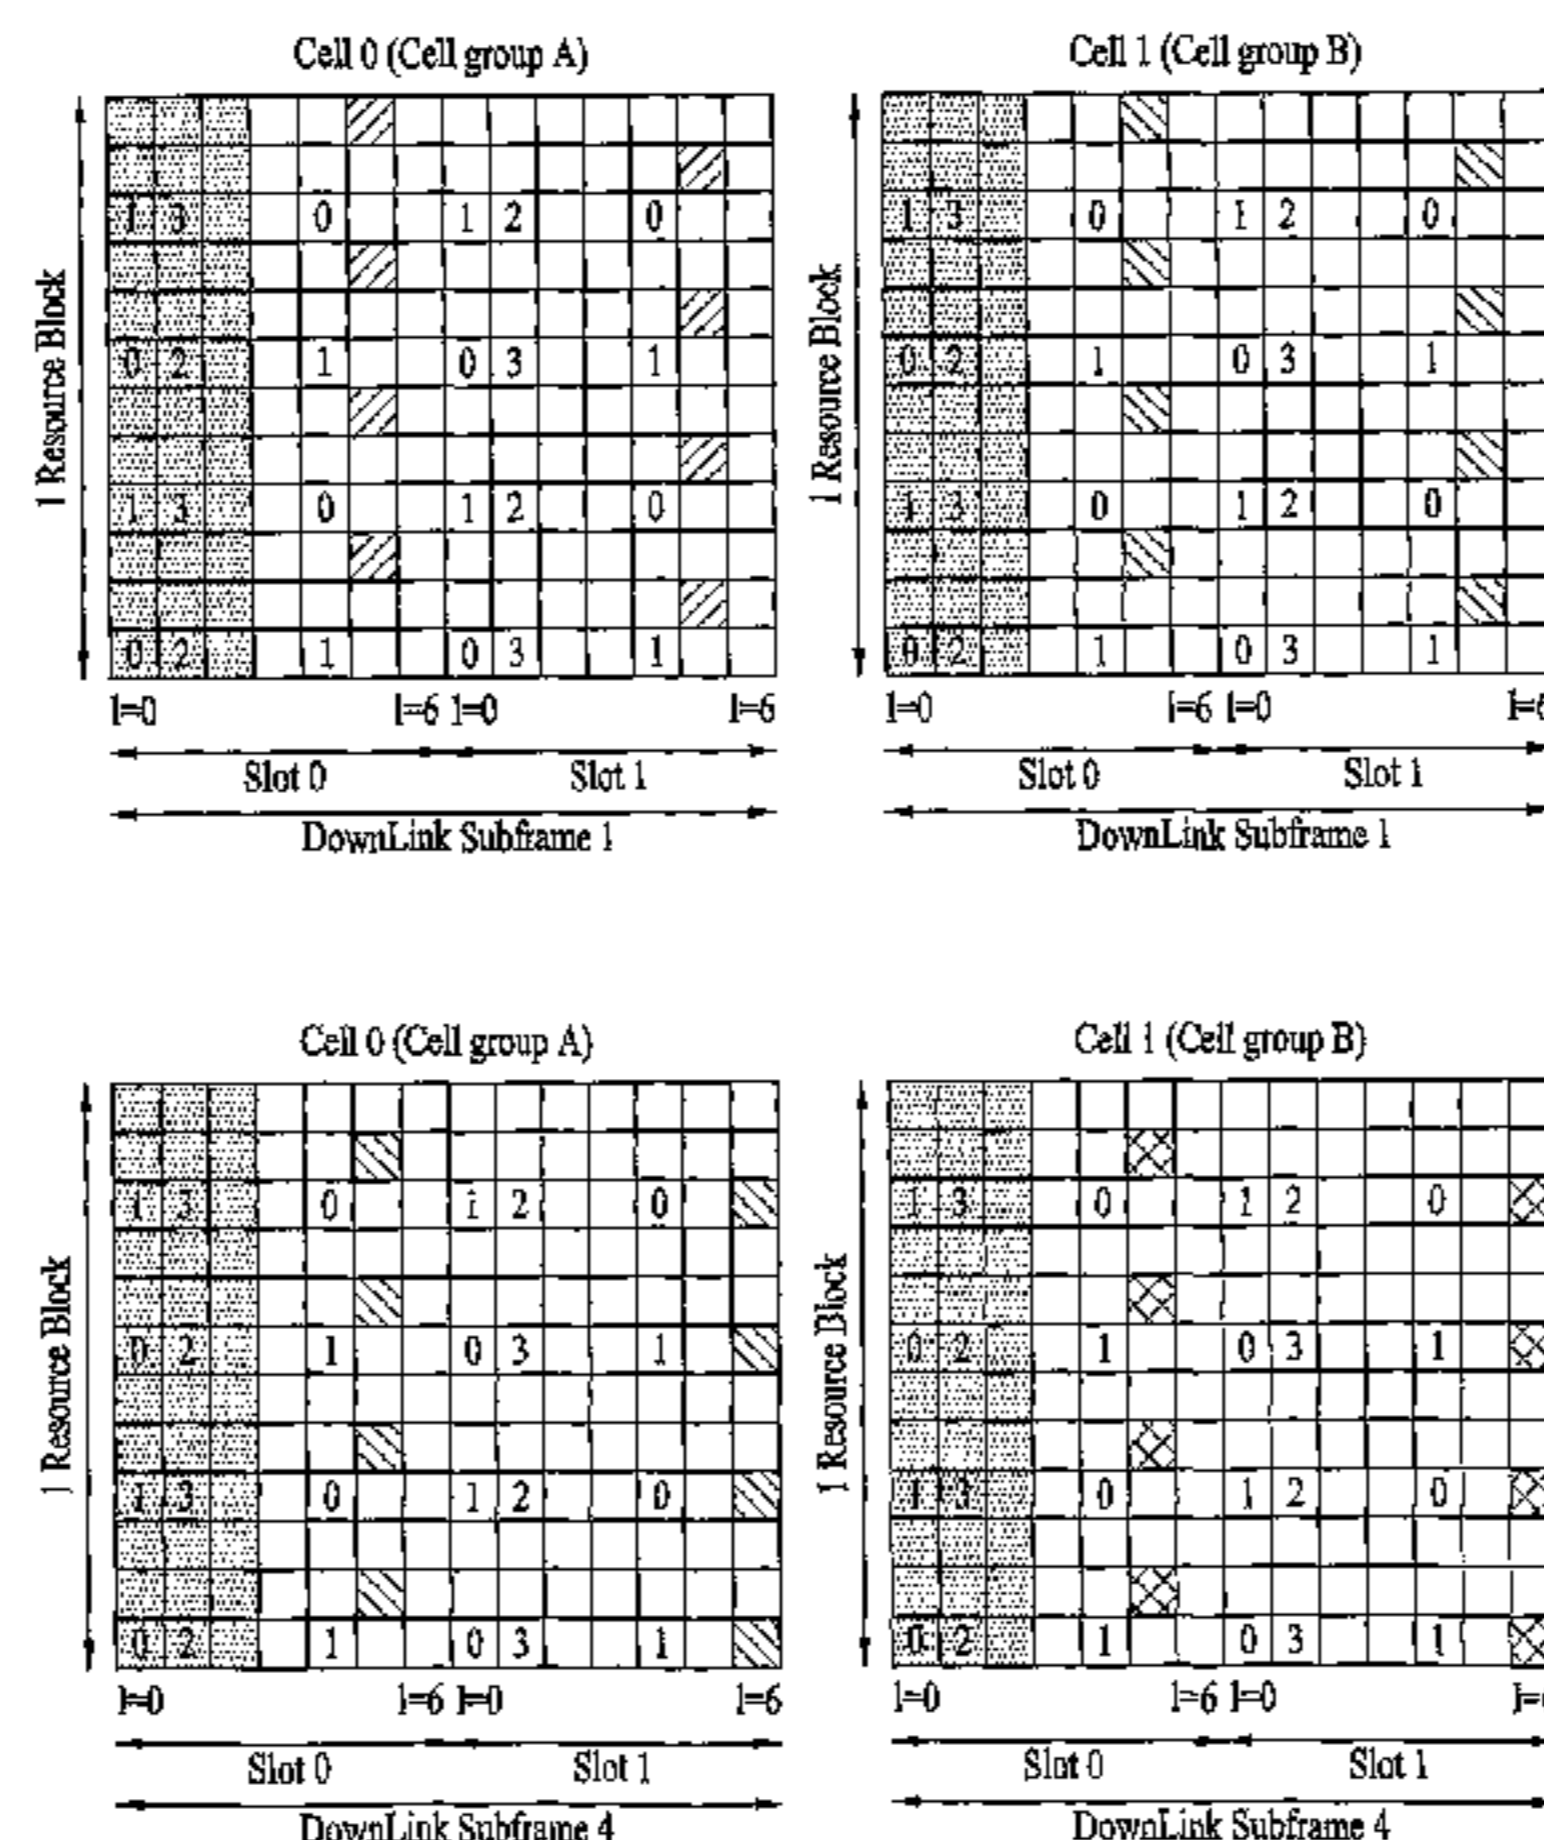 Cell 0 (Cell group A)
1 Resource Block
1 3 0 1 2 0
0 2 1 0 3 1
1 3 0 1 2 0
0 2 1 0 3 1
l=0 l=6 l=0 l=6
Slot 0 Slot 1
DownLink Subframe 1
Cell 1 (Cell group B)
1 Resource Block
1 3 0 1 2 0
0 2 1 0 3 1
1 3 0 1 2 0
0 2 1 0 3 1
l=0 l=6 l=0 l=6
Slot 0 Slot 1
DownLink Subframe 1
Cell 0 (Cell group A)
1 Resource Block
1 3 0 1 2 0
0 2 1 0 3 1
1 3 0 1 2 0
0 2 1 0 3 1
l=0 l=6 l=0 l=6
Slot 0 Slot 1
DownLink Subframe 4
Cell 1 (Cell group B)
1 Resource Block
1 3 0 1 2 0
0 2 1 0 3 1
1 3 0 1 2 0
0 2 1 0 3 1
l=0 l=6 l=0 l=
Slot 0 Slot 1
DownLink Subframe 4